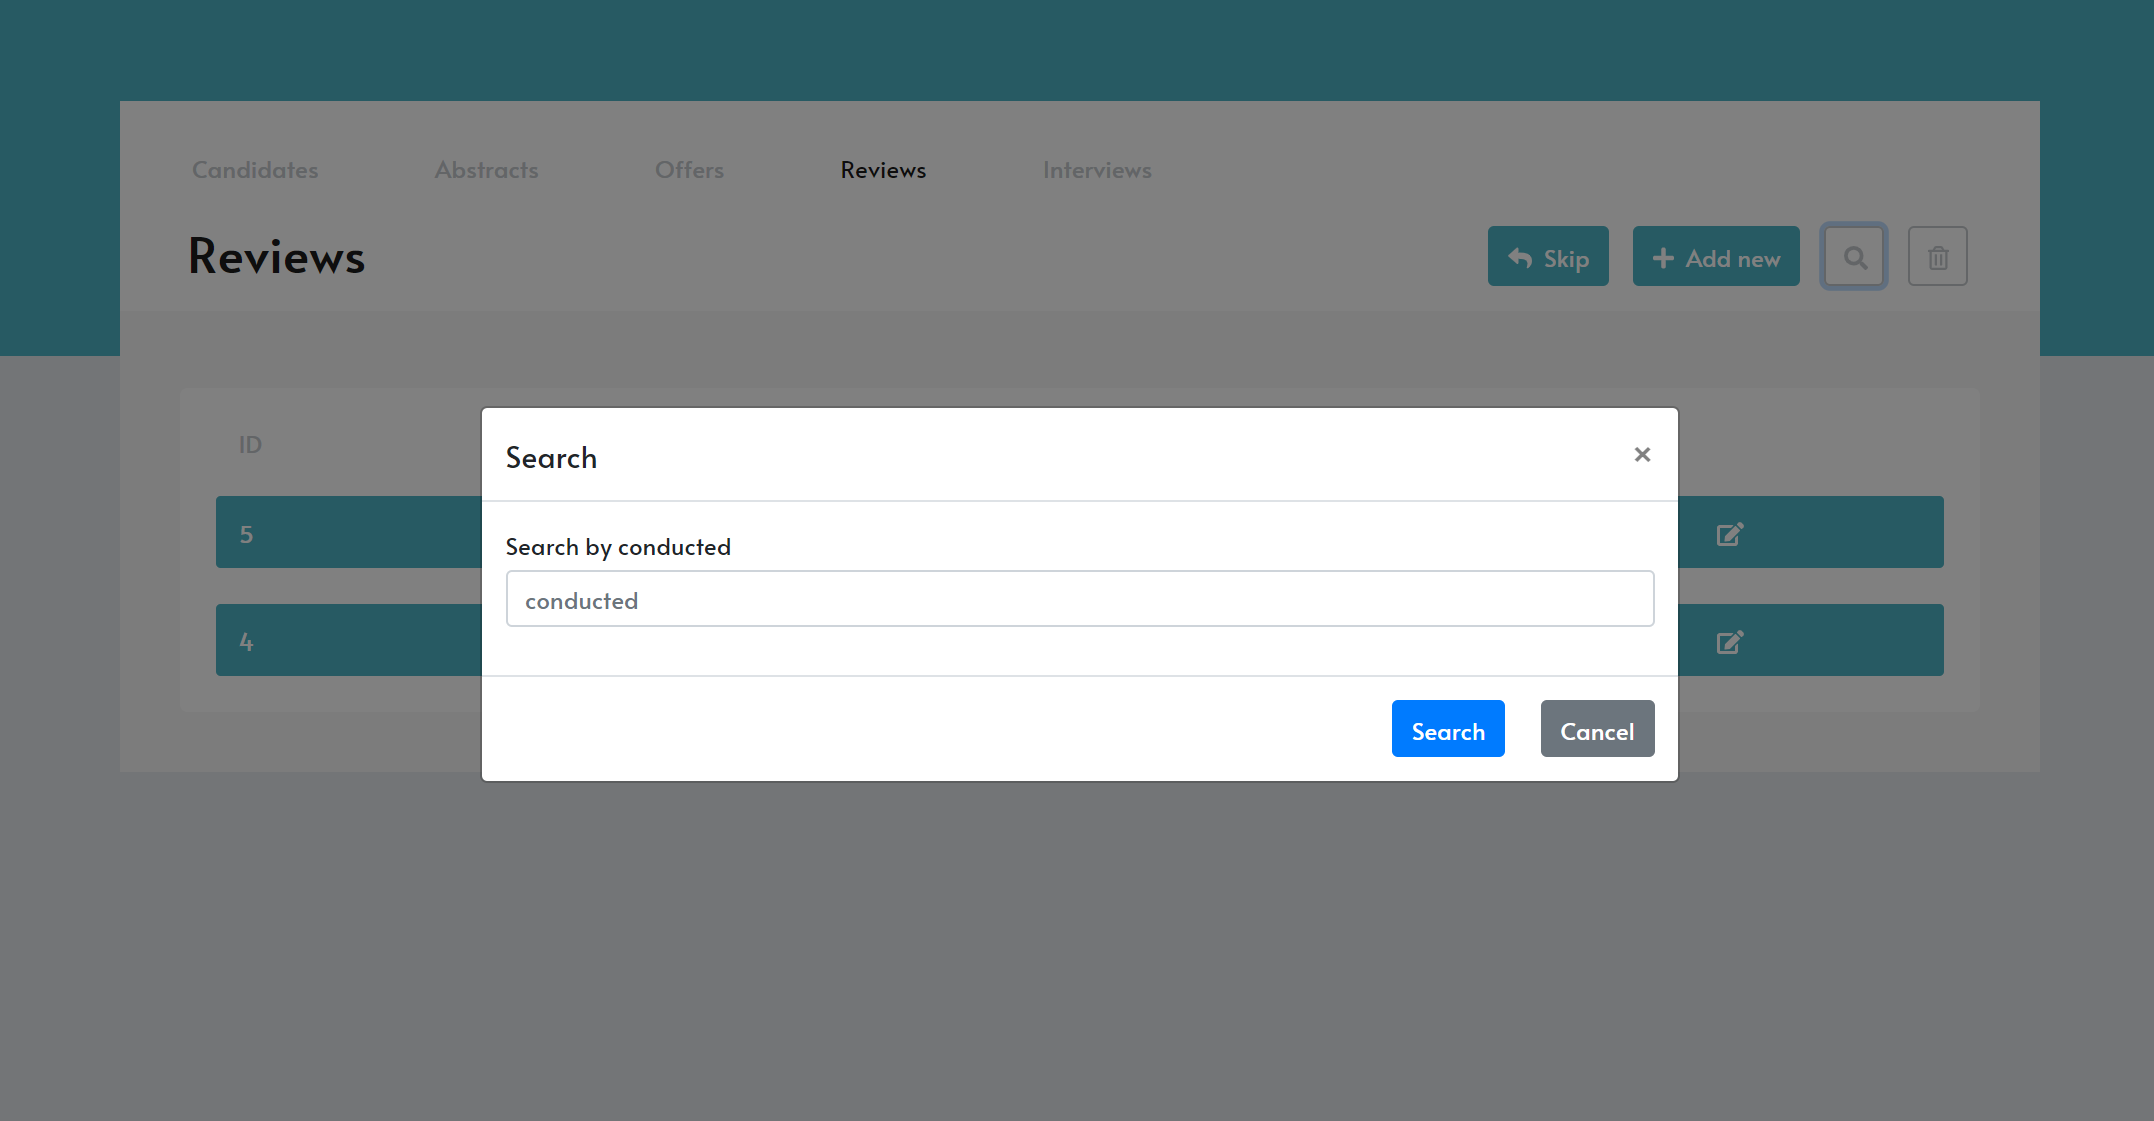 Candidates Abstracts Offers Reviews Interviews
Reviews Skip Add new
ID
Search
5
Search by conducted
conducted
4
Search Cancel